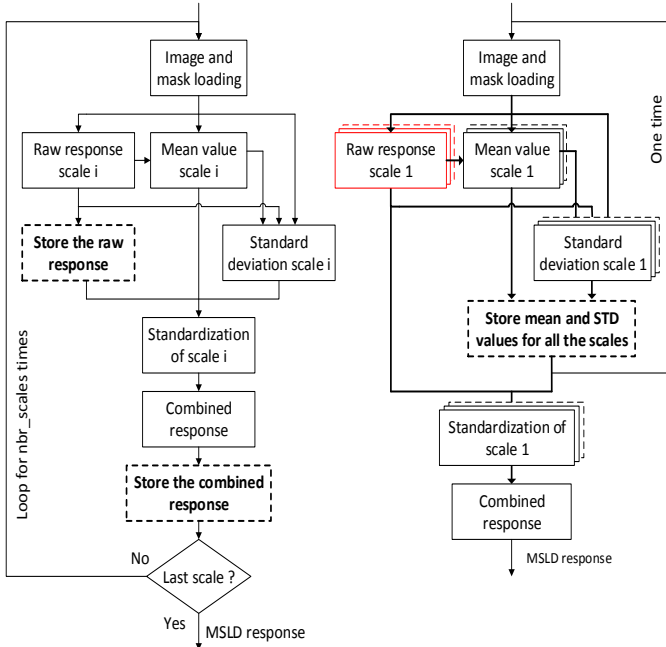 Image and
mask loading
Raw response
scale i
Mean value
scale i
Store the raw
response
Standard
deviation scale i
Standardization
of scale i
Combined
response
Store the combined
response
Last scale ?
No
Yes
MSLD response
Loop for nbr_scales times
Image and
mask loading
One time
Raw response
scale 1
Mean value
scale 1
Standard
deviation scale 1
Store mean and STD
values for all the scales
Standardization of
scale 1
Combined
response
MSLD response